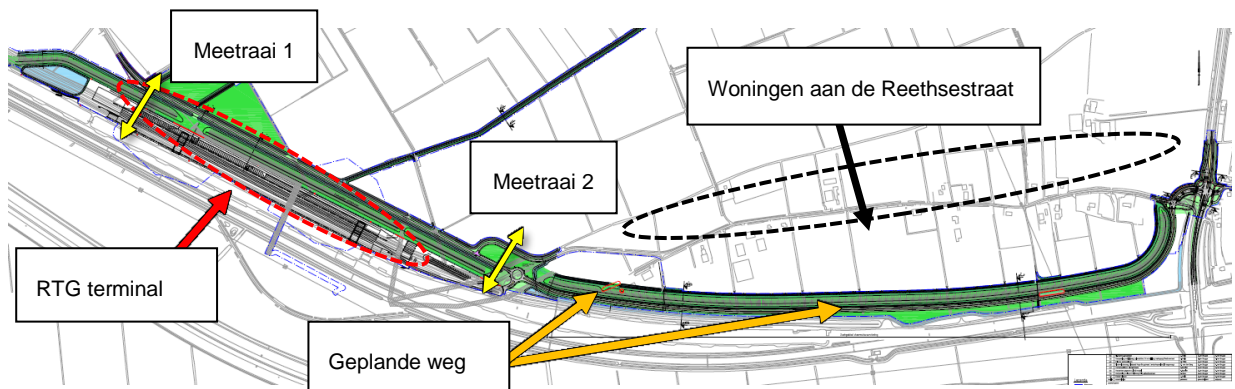 Meetraai 1
Woningen aan de Reethsestraat
Meetraai 2
RTG terminal
Geplande weg